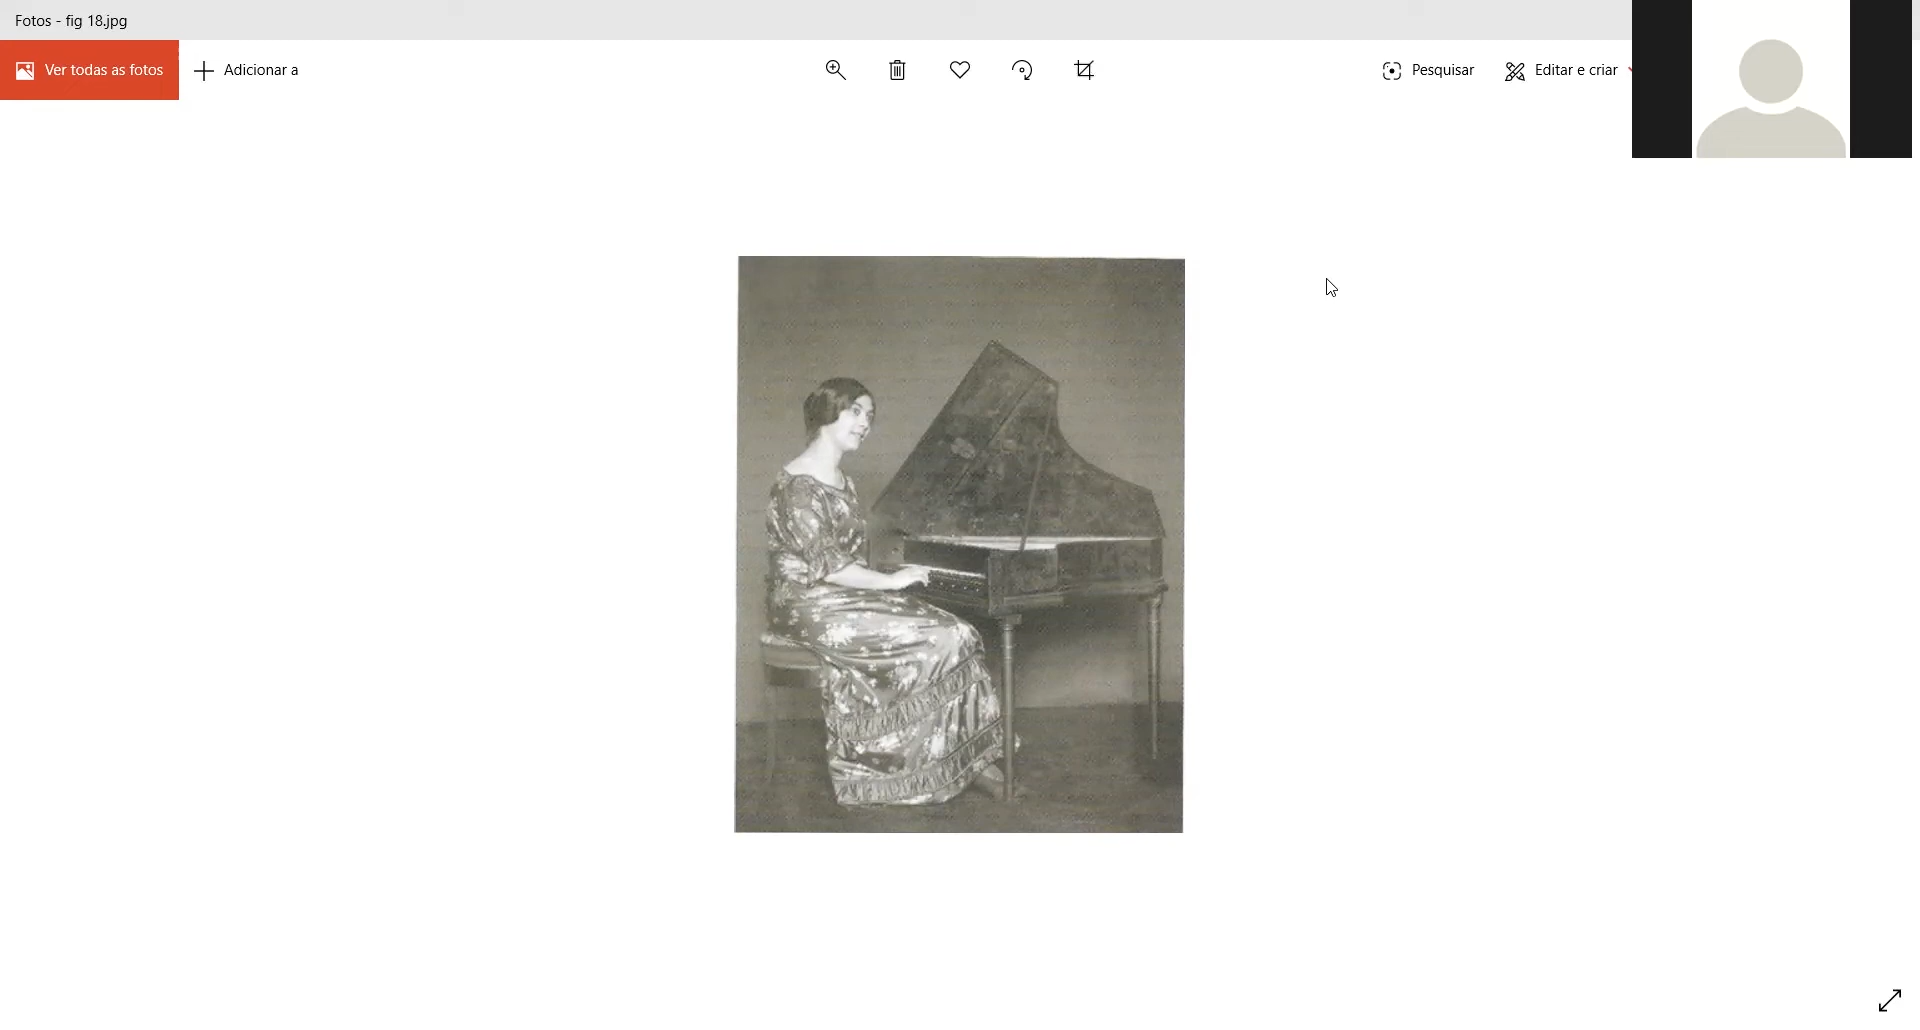 Fotos - fig 18.jpg
Ver todas as fotos
Adicionar a
Pesquisar
Editar e criar